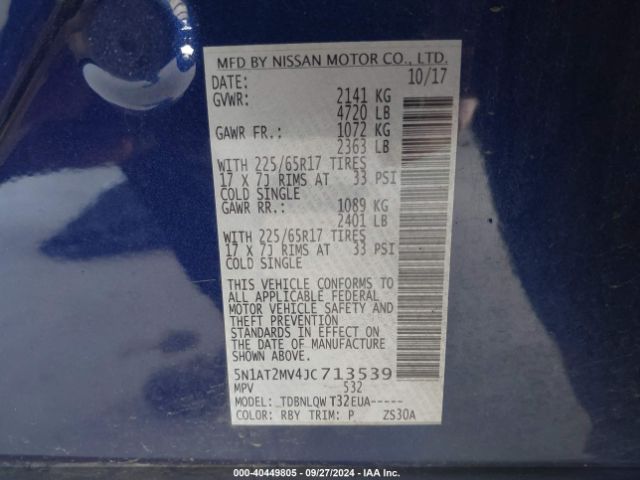 MFD BY NISSAN MOTOR CO., LTD.
DATE: 10/17
GVWR: 2141 KG
4720 LB
GAWR FR.: 1072 KG
2363 LB
WITH 225/65R17 TIRES
17 X 7J RIMS AT 33 PSI
COLD SINGLE
GAWR RR.: 1089 KG
2401 LB
WITH 225/65R17 TIRES
17 X 7J RIMS AT 33 PSI
COLD SINGLE
THIS VEHICLE CONFORMS TO
ALL APPLICABLE FEDERAL
MOTOR VEHICLE SAFETY AND
THEFT PREVENTION
STANDARDS IN EFFECT ON
THE DATE OF MANUFACTURE
SHOWN ABOVE.
5N1AT2MV4JC713539
MPV 532
MODEL: TDBNLQW T32EUA-----
COLOR: RBY TRIM: P ZS30A
000-40449805 - 09/27/2024 - IAA Inc.